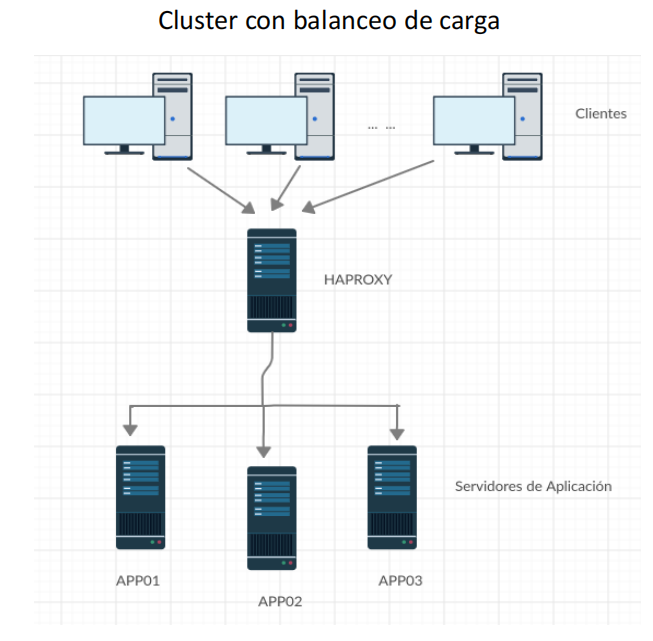 Cluster con balanceo de carga
... ...
Clientes
HAPROXY
Servidores de Aplicación
APP01
APP02
APP03